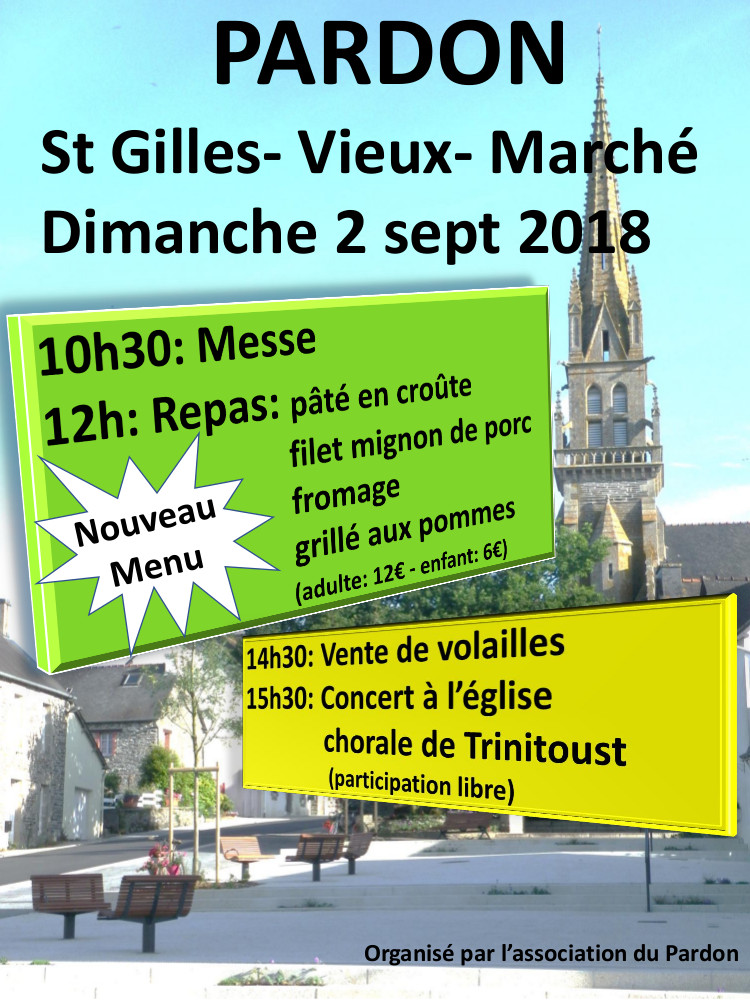 PARDON
St Gilles- Vieux- Marché
Dimanche 2 sept 2018
10h30: Messe
12h: Repas: pâté en croûte
filet mignon de porc
fromage
grillé aux pommes
(adulte: 12€ - enfant: 6€)
Nouveau
Menu
14h30: Vente de volailles
15h30: Concert à l'église
chorale de Trinitoust
(participation libre)
Organisé par l'association du Pardon